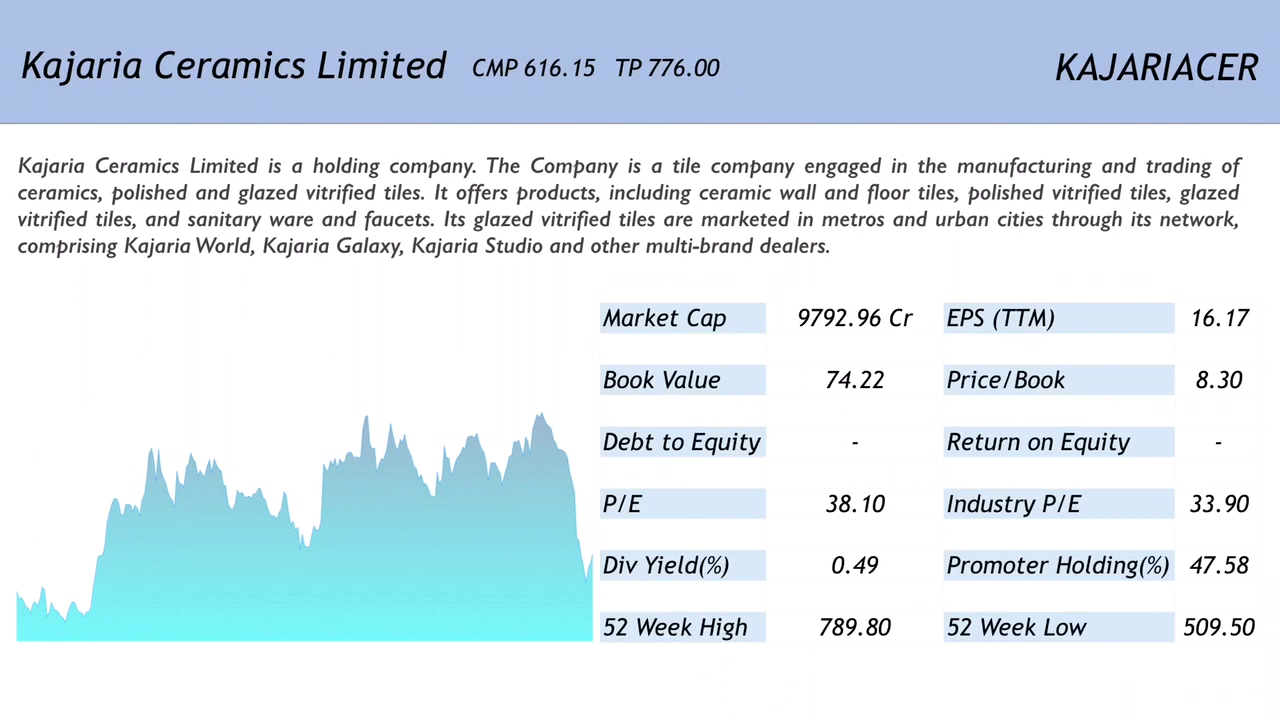 Kajaria Ceramics Limited CMP 616.15 TP 776.00 KAJARIACER
Kajaria Ceramics Limited is a holding company. The Company is a tile company engaged in the manufacturing and trading of
ceramics, polished and glazed vitrified tiles. It offers products, including ceramic wall and floor tiles, polished vitrified tiles, glazed
vitrified tiles, and sanitary ware and faucets. Its glazed vitrified tiles are marketed in metros and urban cities through its network,
comprising Kajaria World, Kajaria Galaxy, Kajaria Studio and other multi-brand dealers.
Market Cap 9792.96 Cr EPS (TTM) 16.17
Book Value 74.22 Price/Book 8.30
Debt to Equity - Return on Equity -
P/E 38.10 Industry P/E 33.90
Div Yield(%) 0.49 Promoter Holding(%) 47.58
52 Week High 789.80 52 Week Low 509.50